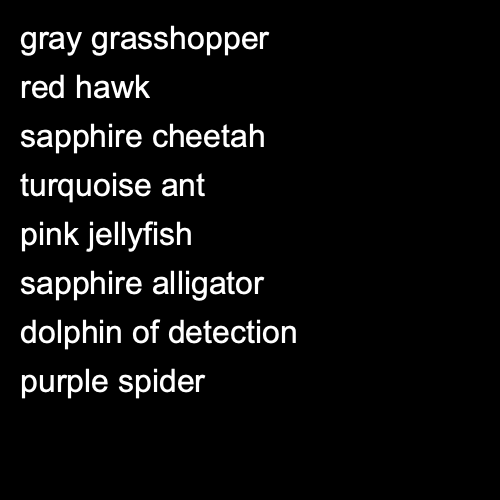 gray grasshopper
red hawk
sapphire cheetah
turquoise ant
pink jellyfish
sapphire alligator
dolphin of detection
purple spider